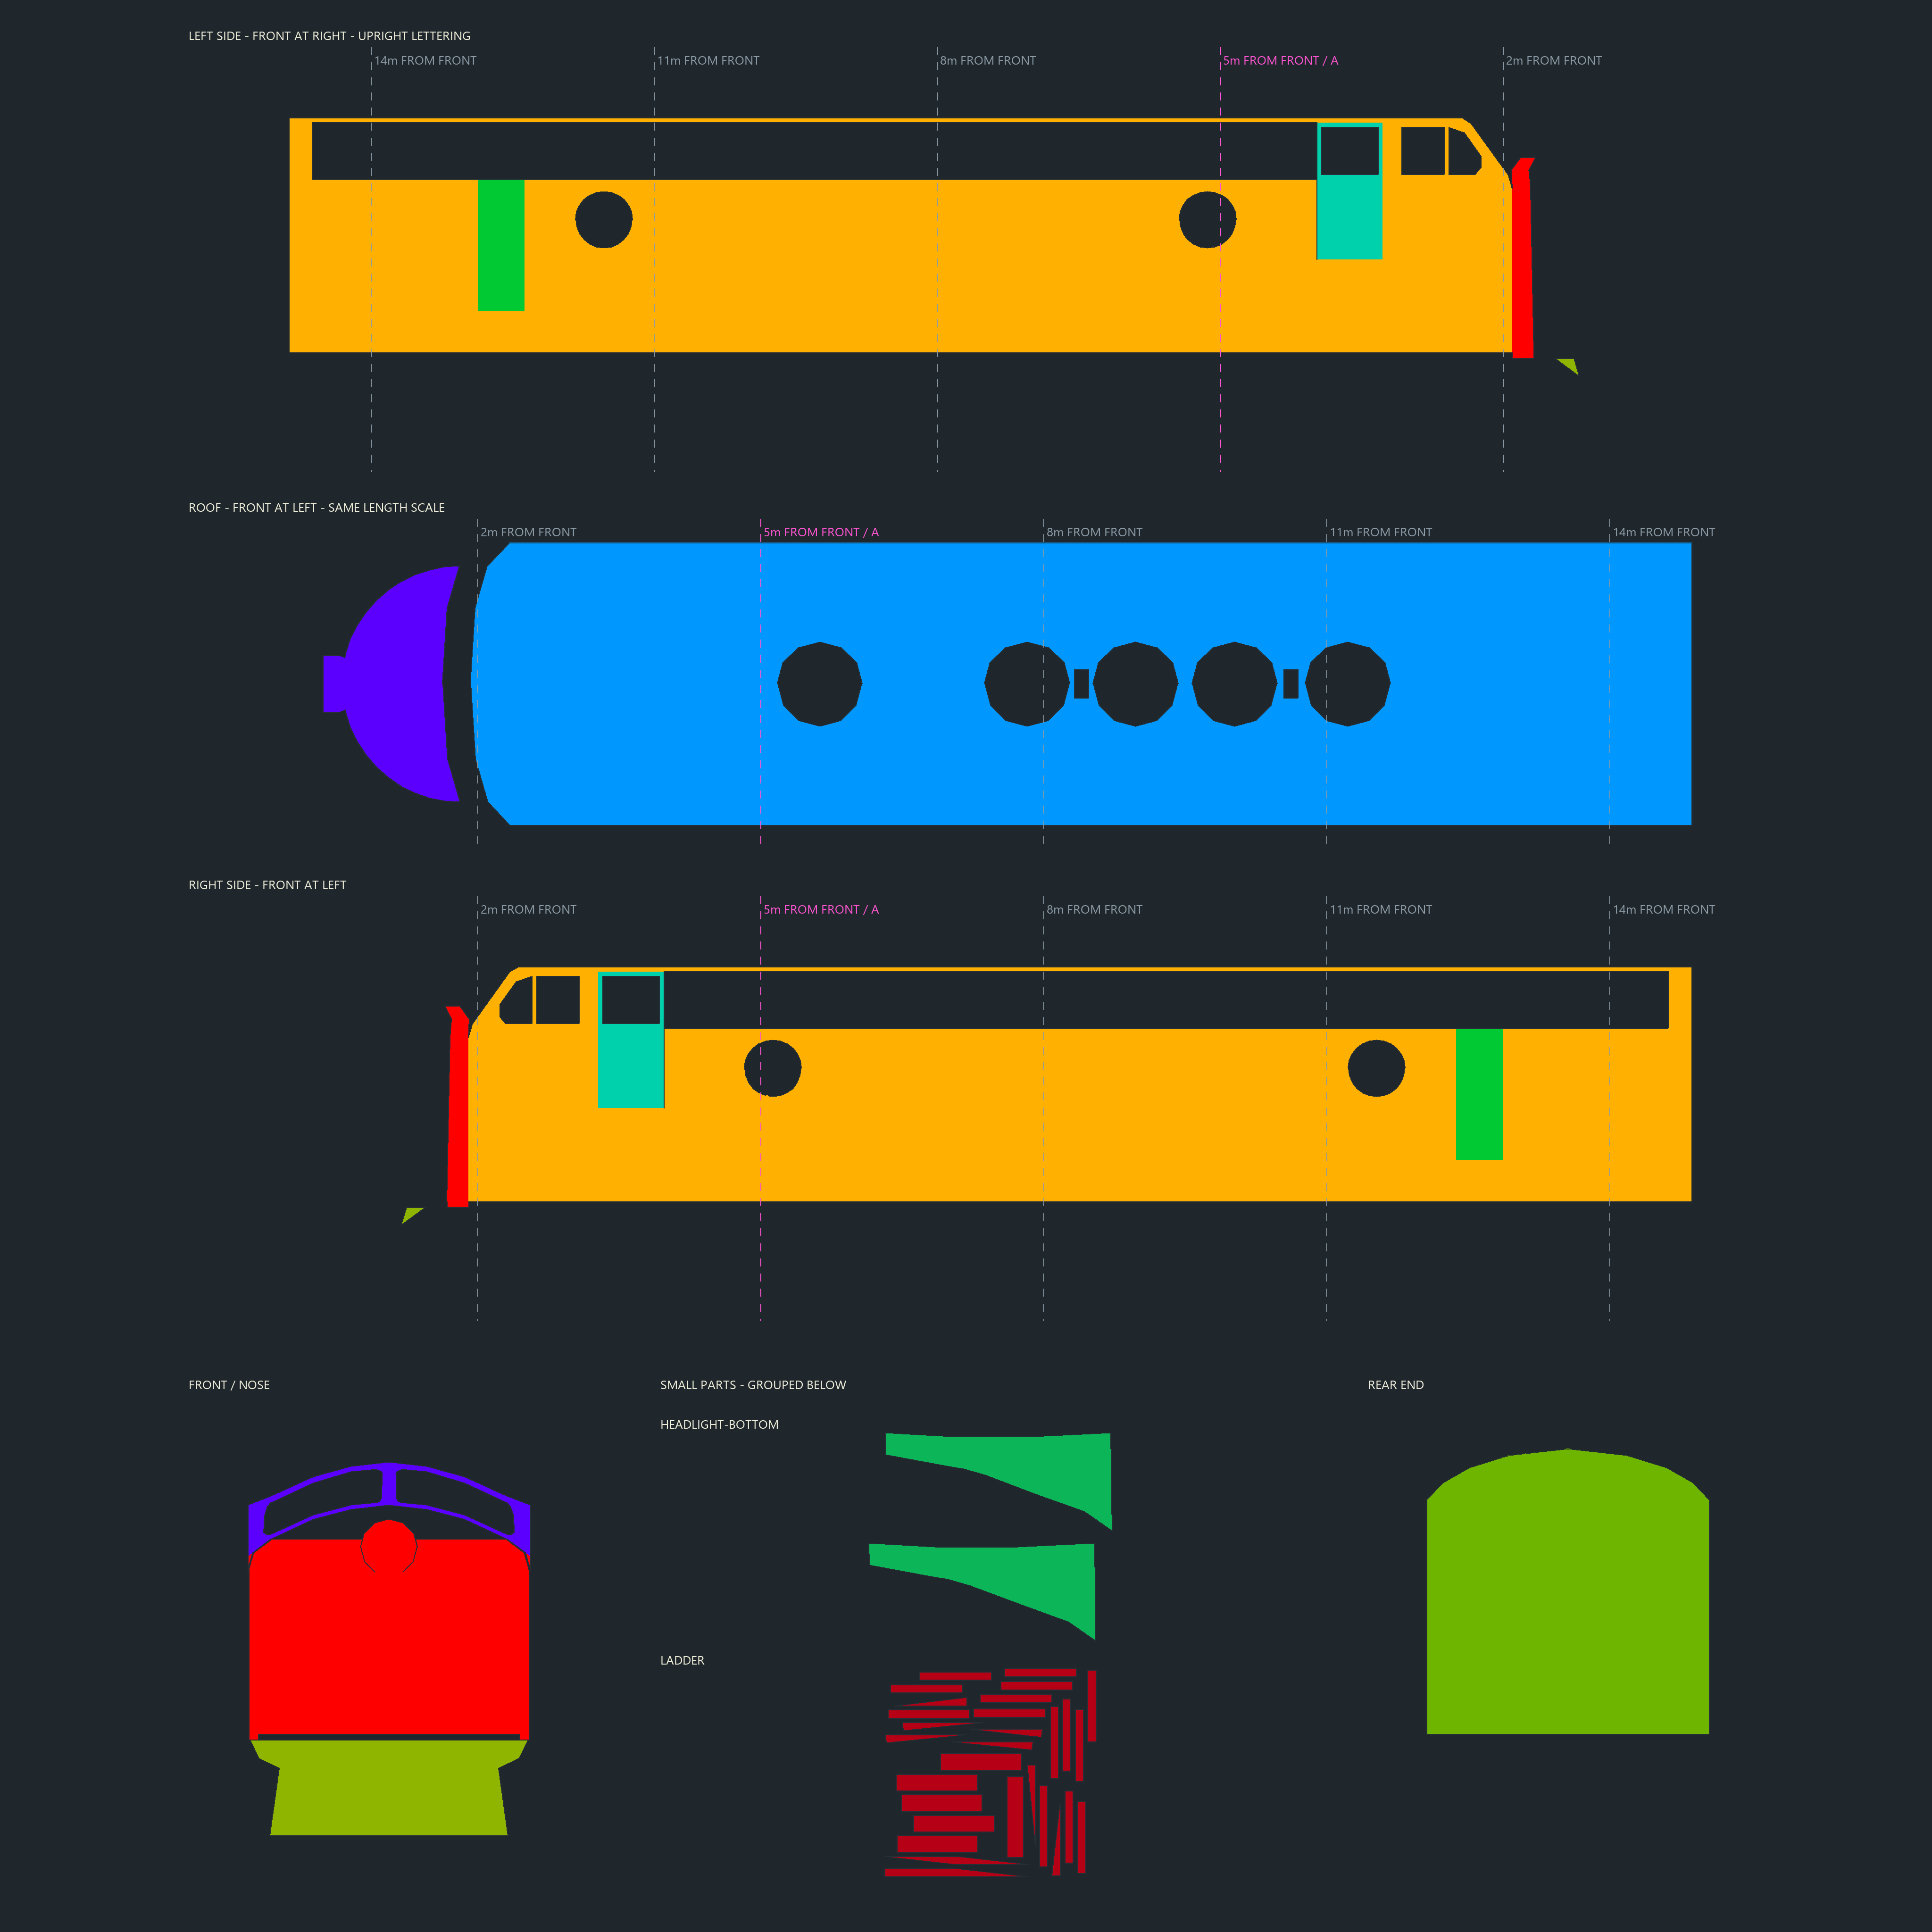 LEFT SIDE - FRONT AT RIGHT - UPRIGHT LETTERING
14m FROM FRONT
11m FROM FRONT
8m FROM FRONT
5m FROM FRONT / A
2m FROM FRONT
ROOF - FRONT AT LEFT - SAME LENGTH SCALE
2m FROM FRONT
5m FROM FRONT / A
8m FROM FRONT
11m FROM FRONT
14m FROM FRONT
RIGHT SIDE - FRONT AT LEFT
2m FROM FRONT
5m FROM FRONT / A
8m FROM FRONT
11m FROM FRONT
14m FROM FRONT
FRONT / NOSE
SMALL PARTS - GROUPED BELOW
REAR END
HEADLIGHT-BOTTOM
LADDER